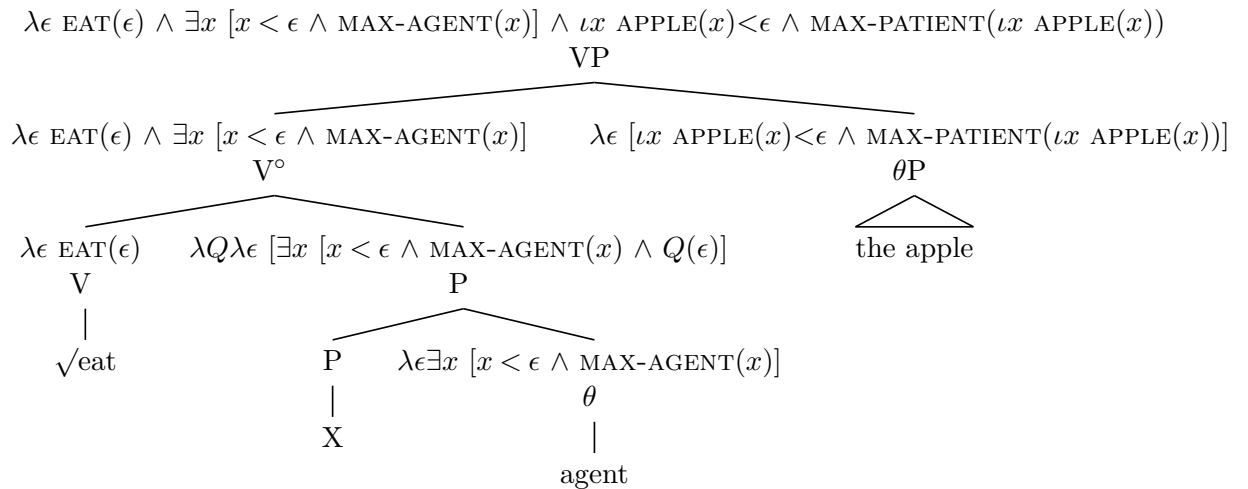 λϵ EAT(ϵ) ∧ ∃x [x < ϵ ∧ MAX-AGENT(x)] ∧ ιx APPLE(x)<ϵ ∧ MAX-PATIENT(ιx APPLE(x))
VP
λϵ EAT(ϵ) ∧ ∃x [x < ϵ ∧ MAX-AGENT(x)] λϵ [ιx APPLE(x)<ϵ ∧ MAX-PATIENT(ιx APPLE(x))]
V° θP
λϵ EAT(ϵ) λQλϵ [∃x [x < ϵ ∧ MAX-AGENT(x) ∧ Q(ϵ)] the apple
V P
√eat P λϵ∃x [x < ϵ ∧ MAX-AGENT(x)]
θ
X
agent